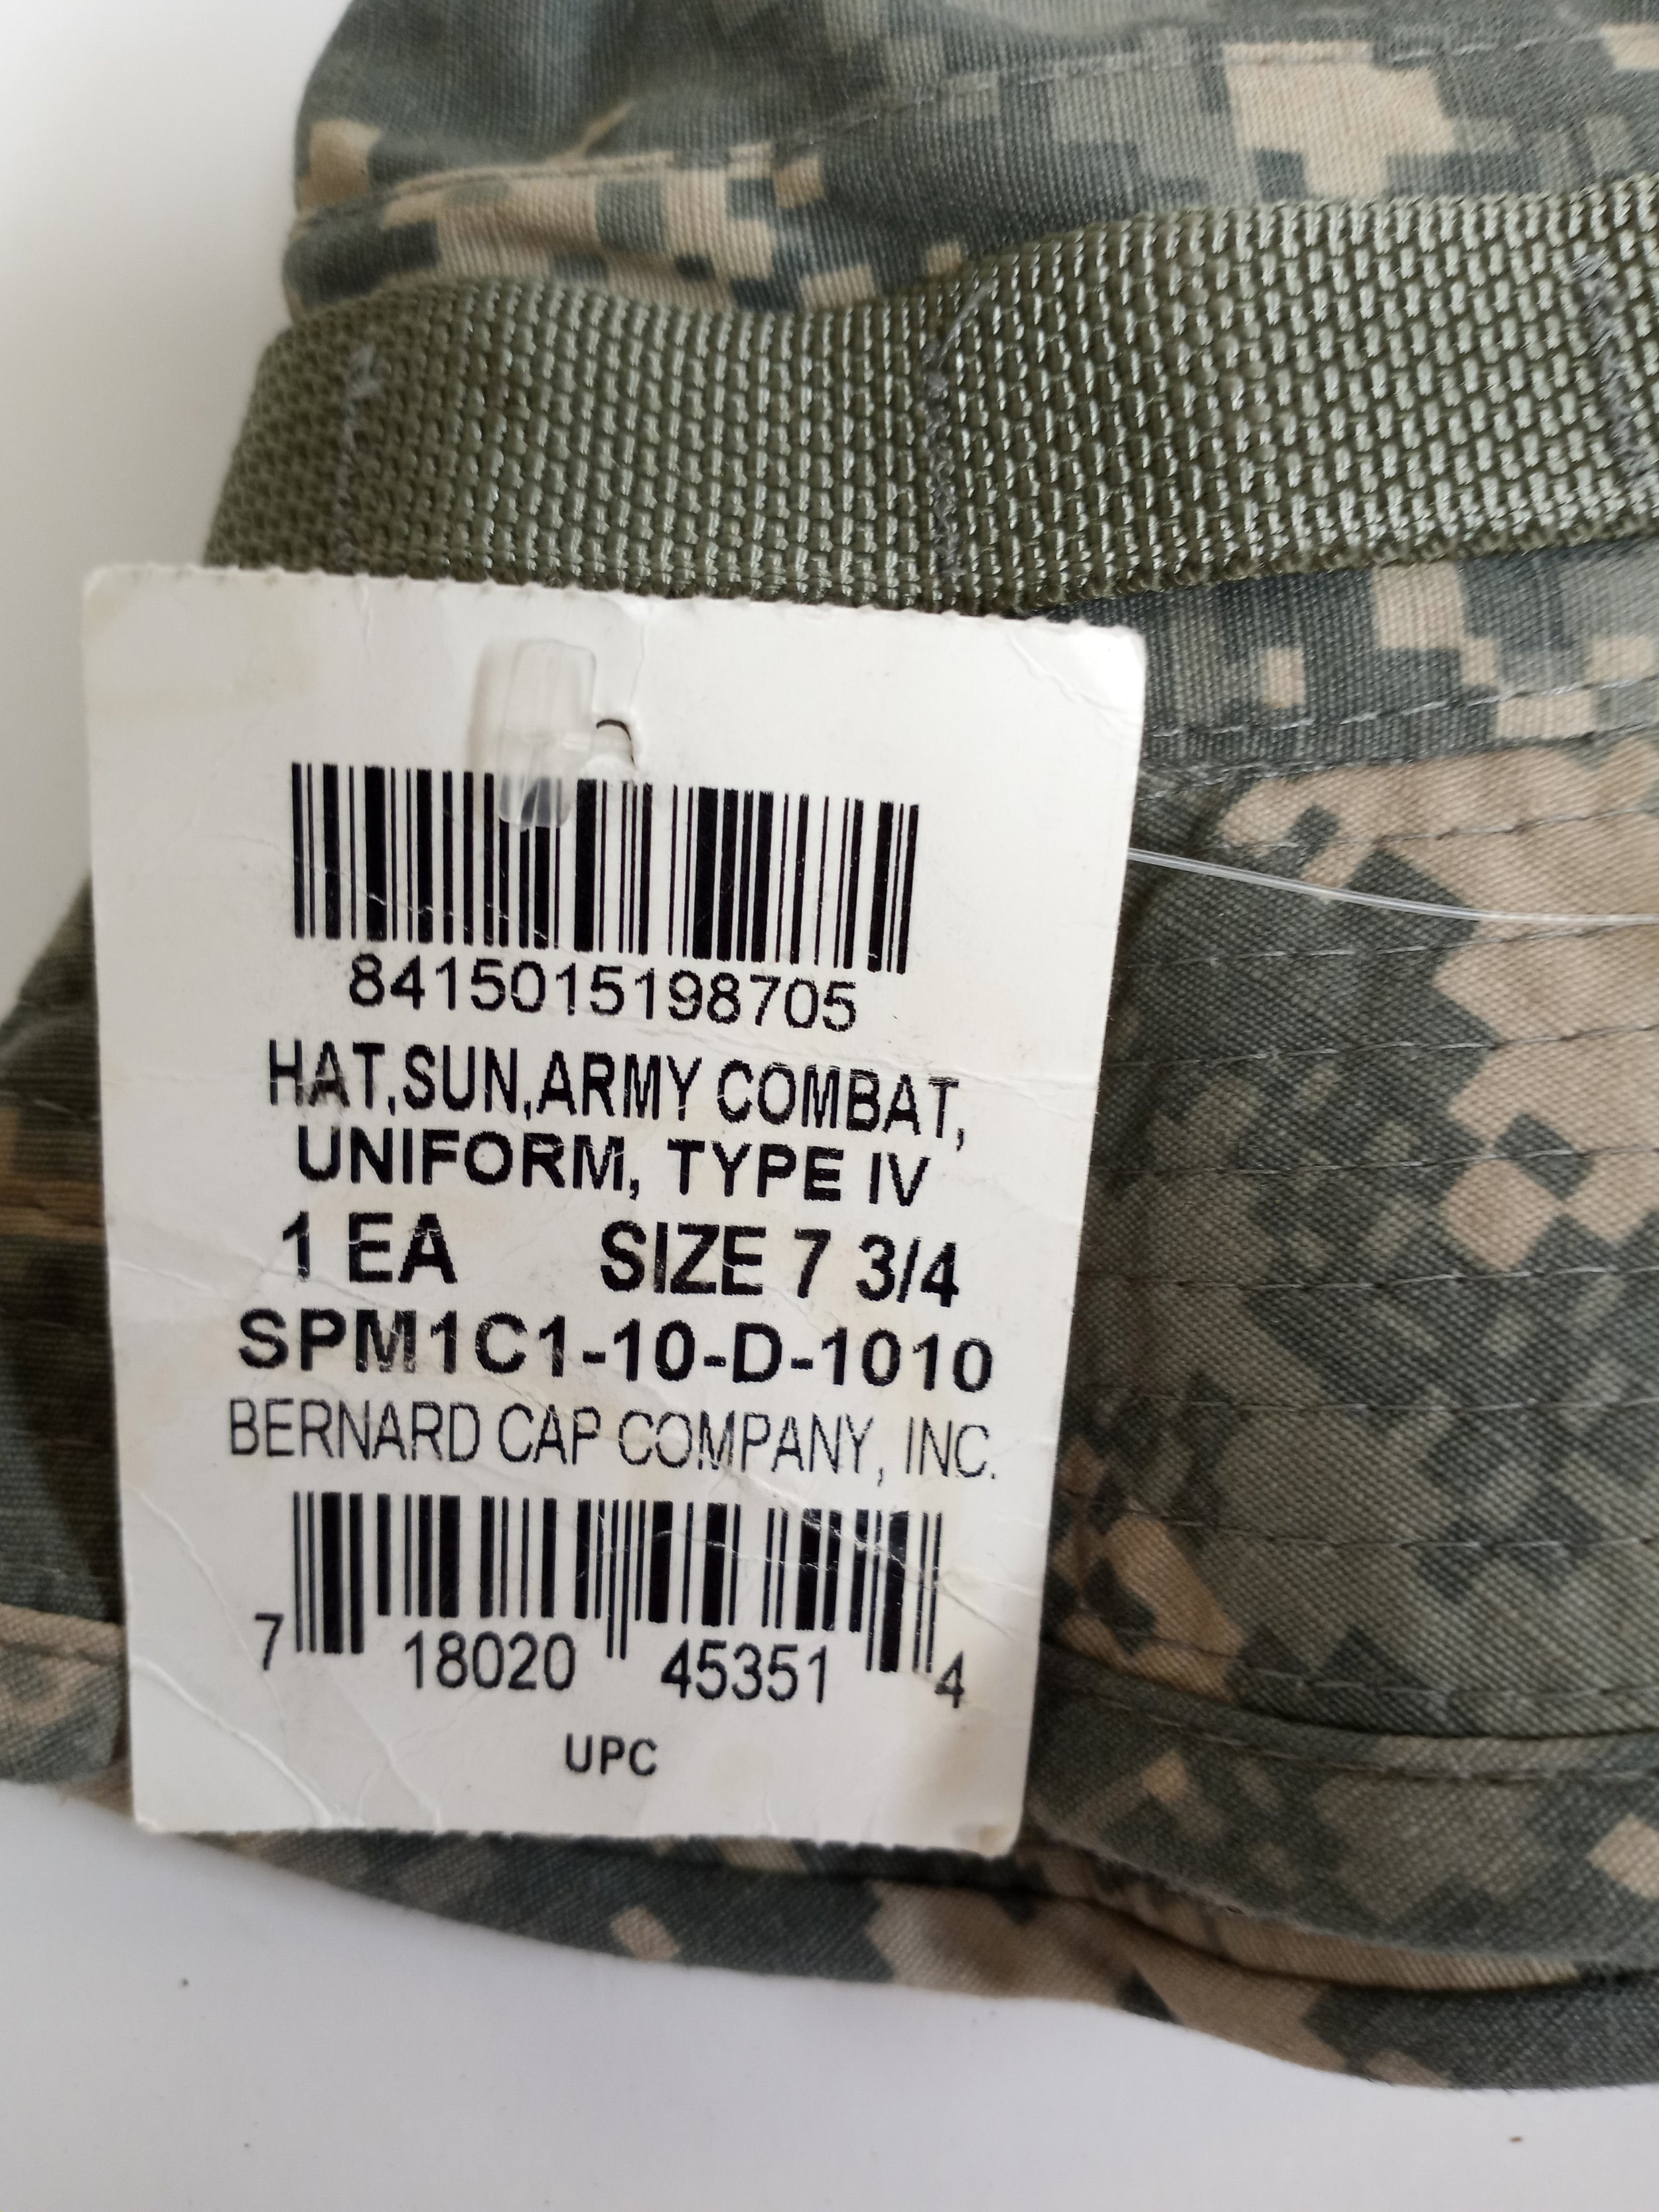 8415015198705
HAT,SUN,ARMY COMBAT,
UNIFORM, TYPE IV
1 EA SIZE 7 3/4
SPM1C1-10-D-1010
BERNARD CAP COMPANY, INC.
7 18020 45351 4
UPC